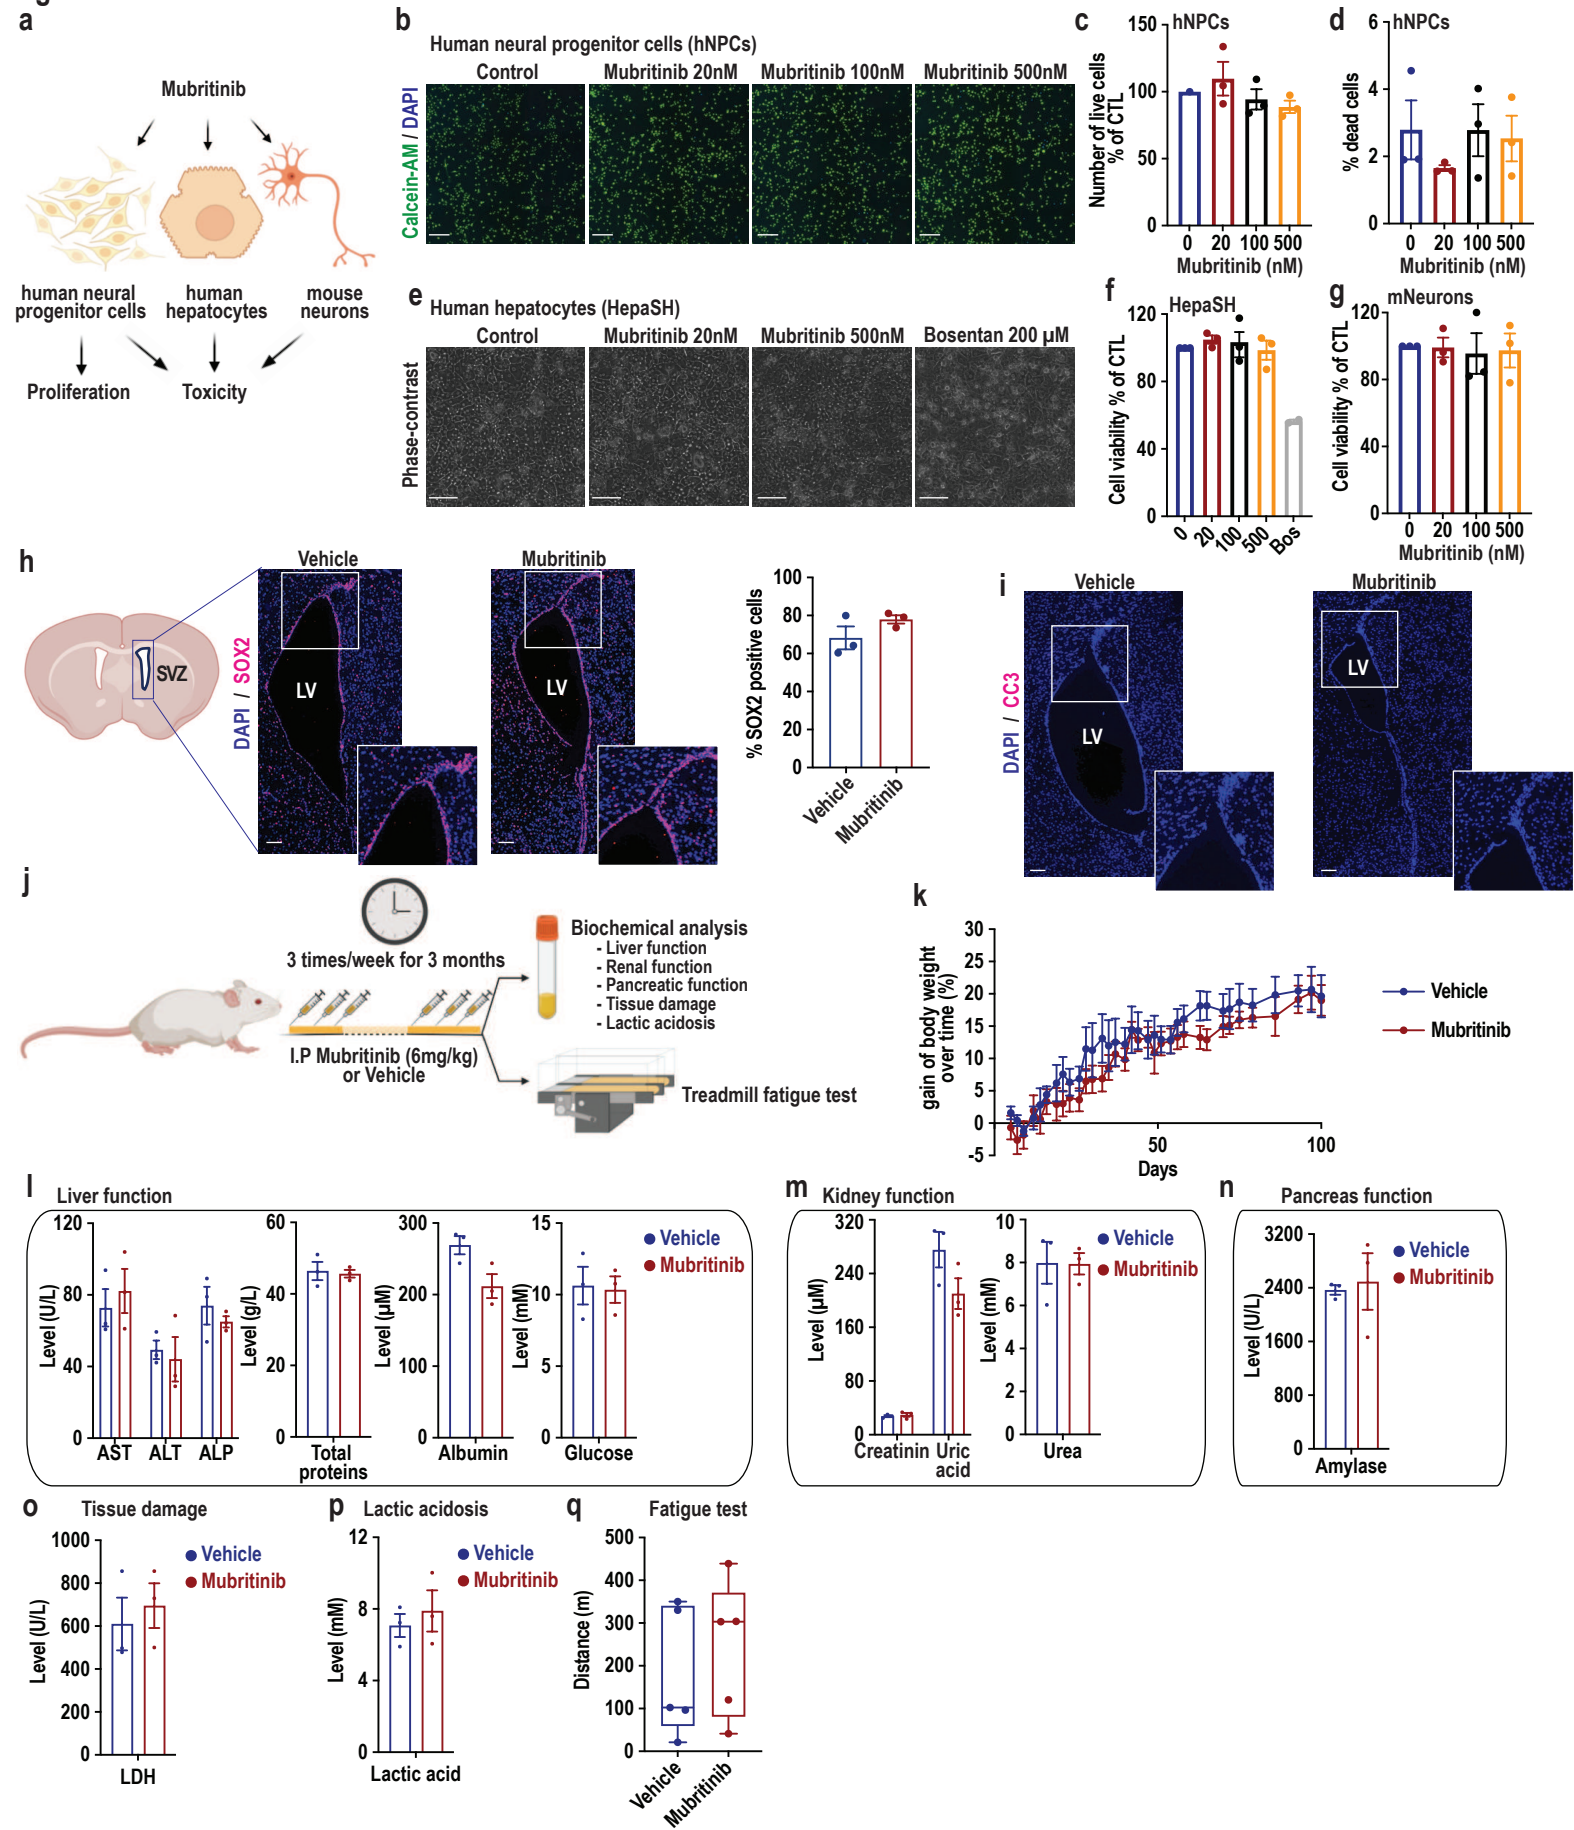 a
Mubritinib
human neural
progenitor cells
human
hepatocytes
mouse
neurons
Proliferation
Toxicity
b
Human neural progenitor cells (hNPCs)
Control
Mubritinib 20nM
Mubritinib 100nM
Mubritinib 500nM
Calcein-AM / DAPI
c
hNPCs
Number of live cells
% of CTL
150
100
50
0
0 20 100 500
Mubritinib (nM)
d
hNPCs
% dead cells
6
4
2
0
0 20 100 500
Mubritinib (nM)
e
Human hepatocytes (HepaSH)
Control
Mubritinib 20nM
Mubritinib 500nM
Bosentan 200 µM
Phase-contrast
f
HepaSH
Cell viability % of CTL
120
80
40
0
0 20 100 500 Bos
g
mNeurons
Cell viability % of CTL
120
80
40
0
0 20 100 500
Mubritinib (nM)
h
SVZ
Vehicle
Mubritinib
DAPI / SOX2
LV
LV
% SOX2 positive cells
100
80
60
40
20
0
Vehicle
Mubritinib
i
Vehicle
Mubritinib
DAPI / CC3
LV
LV
j
3 times/week for 3 months
I.P Mubritinib (6mg/kg)
or Vehicle
Biochemical analysis
- Liver function
- Renal function
- Pancreatic function
- Tissue damage
- Lactic acidosis
Treadmill fatigue test
k
gain of body weight
over time (%)
30
25
20
15
10
5
0
-5
50
100
Days
Vehicle
Mubritinib
l
Liver function
Level (U/L)
120
80
40
0
AST ALT ALP
Level (g/L)
60
40
20
0
Total
proteins
Level (µM)
300
200
100
0
Albumin
Level (mM)
15
10
5
0
Glucose
Vehicle
Mubritinib
m
Kidney function
Level (µM)
320
240
160
80
0
Creatinin
Uric
acid
Level (mM)
10
8
6
4
2
0
Urea
Vehicle
Mubritinib
n
Pancreas function
Level (U/L)
3200
2400
1600
800
0
Amylase
Vehicle
Mubritinib
o
Tissue damage
Level (U/L)
1000
800
600
400
200
0
LDH
Vehicle
Mubritinib
p
Lactic acidosis
Level (mM)
12
8
4
0
Lactic acid
Vehicle
Mubritinib
q
Fatigue test
Distance (m)
500
400
300
200
100
0
Vehicle
Mubritinib